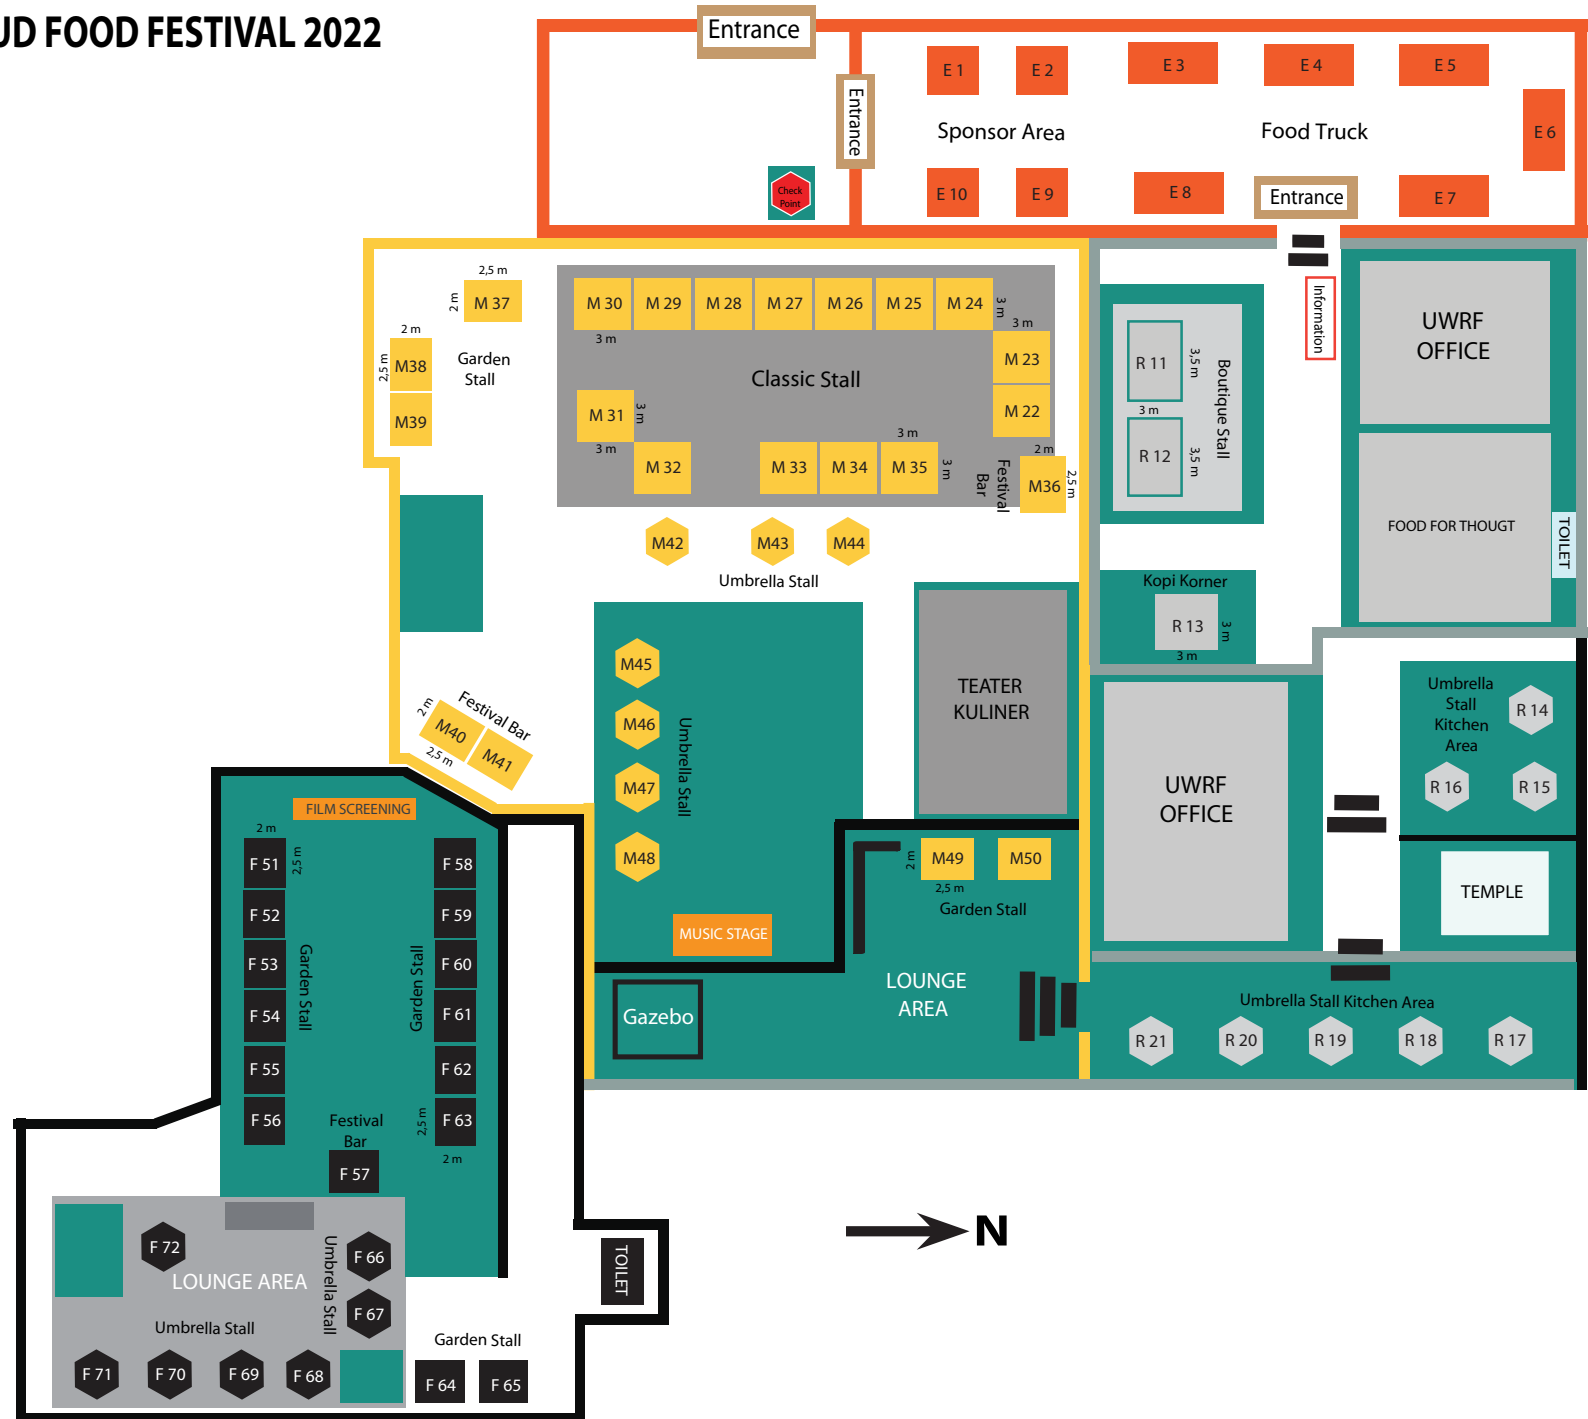 UD FOOD FESTIVAL 2022
Entrance
Entrance
E 1
E 2
E 3
E 4
E 5
E 6
Sponsor Area
Food Truck
Check
Point
E 10
E 9
E 8
Entrance
E 7
2,5 m
2 m
M 37
2 m
2,5 m
M38
M39
Garden
Stall
M 30
M 29
M 28
M 27
M 26
M 25
M 24
3 m
3 m
3 m
M 23
M 22
Classic Stall
M 31
3 m
3 m
M 32
M 33
M 34
M 35
3 m
3 m
Festival
Bar
2 m
M36
2,5 m
M42
M43
M44
Umbrella Stall
Information
R 11
3,5 m
3 m
R 12
3,5 m
Boutique Stall
UWRF
OFFICE
FOOD FOR THOUGT
TOILET
Kopi Korner
R 13
3 m
3 m
M45
M46
M47
M48
Umbrella Stall
TEATER
KULINER
Festival Bar
2 m
M40
M41
2,5 m
UWRF
OFFICE
Umbrella
Stall
Kitchen
Area
R 14
R 16
R 15
TEMPLE
MUSIC STAGE
M49
M50
2 m
2,5 m
Garden Stall
LOUNGE
AREA
Gazebo
Umbrella Stall Kitchen Area
R 21
R 20
R 19
R 18
R 17
FILM SCREENING
2 m
2,5 m
F 51
F 52
F 53
F 54
F 55
F 56
Garden Stall
Garden Stall
F 58
F 59
F 60
F 61
F 62
F 63
2,5 m
2 m
Festival
Bar
F 57
F 72
LOUNGE AREA
Umbrella Stall
F 66
F 67
Umbrella Stall
F 71
F 70
F 69
F 68
Garden Stall
F 64
F 65
TOILET
N